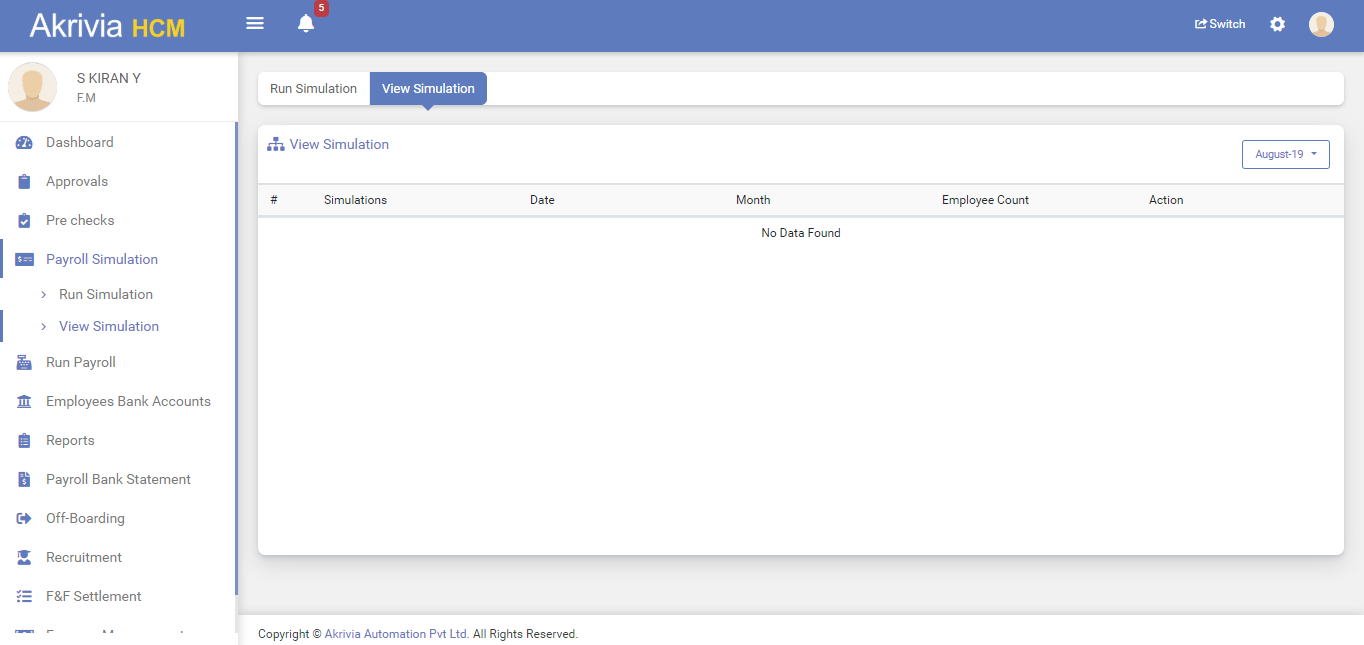 Akrivia HCM
5
Switch
S KIRAN Y
F.M
Dashboard
Approvals
Pre checks
Payroll Simulation
Run Simulation
View Simulation
Run Payroll
Employees Bank Accounts
Reports
Payroll Bank Statement
Off-Boarding
Recruitment
F&F Settlement
Run Simulation View Simulation
View Simulation
August-19
# Simulations Date Month Employee Count Action
No Data Found
Copyright © Akrivia Automation Pvt Ltd. All Rights Reserved.